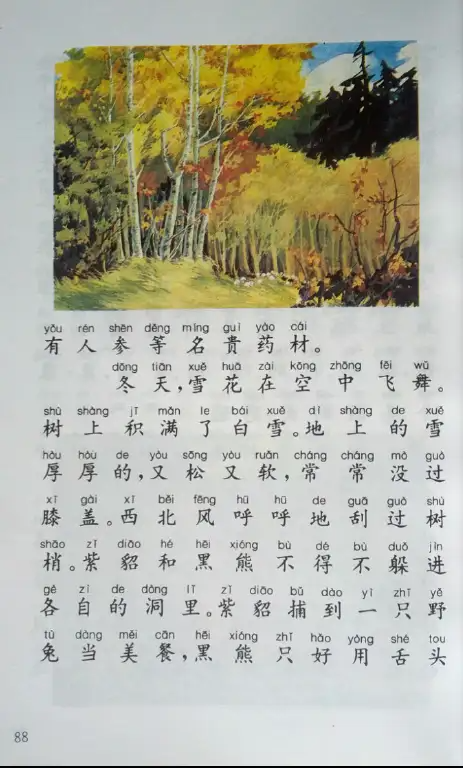 yǒu rén shēn děng míng guì yào cái
有人参等名贵药材。
dōng tiān xuě huā zài kōng zhōng fēi wǔ
冬天,雪花在空中飞舞。
shù shàng jī mǎn le bái xuě dì shàng de xuě
树上积满了白雪。地上的雪
hòu hòu de yòu sōng yòu ruǎn cháng cháng mò guò
厚厚的,又松又软,常常没过
xī gài xī běi fēng hū hū de guā guò shù
膝盖。西北风呼呼地刮过树
shāo zǐ diāo hé hēi xióng bù dé bù duǒ jìn
梢。紫貂和黑熊不得不躲进
gè zì de dòng lǐ zǐ diāo bǔ dào yì zhī yě
各自的洞里。紫貂捕到一只野
tù dàng měi cān hēi xióng zhǐ hǎo yòng shé tou
兔当美餐,黑熊只好用舌头
88